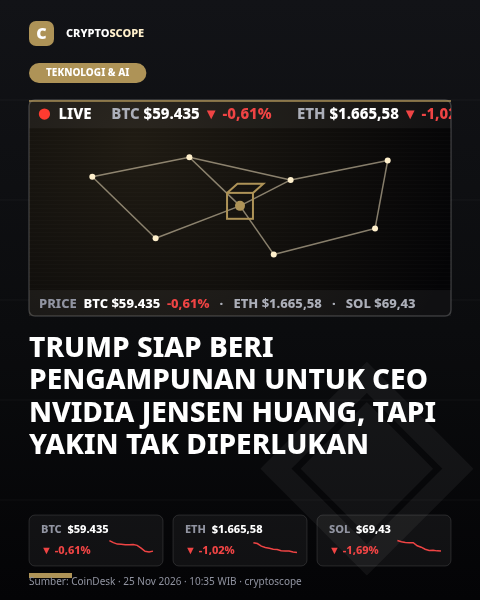 C CRYPTOSCOPE
TEKNOLOGI & AI
LIVE BTC $59.435 ▼ -0,61% ETH $1.665,58 ▼ -1,02
PRICE BTC $59.435 -0,61% · ETH $1.665,58 · SOL $69,43
TRUMP SIAP BERI
PENGAMPUNAN UNTUK CEO
NVIDIA JENSEN HUANG, TAPI
YAKIN TAK DIPERLUKAN
BTC $59.435
▼ -0,61%
ETH $1.665,58
▼ -1,02%
SOL $69,43
▼ -1,69%
Sumber: CoinDesk · 25 Nov 2026 · 10:35 WIB · cryptoscope